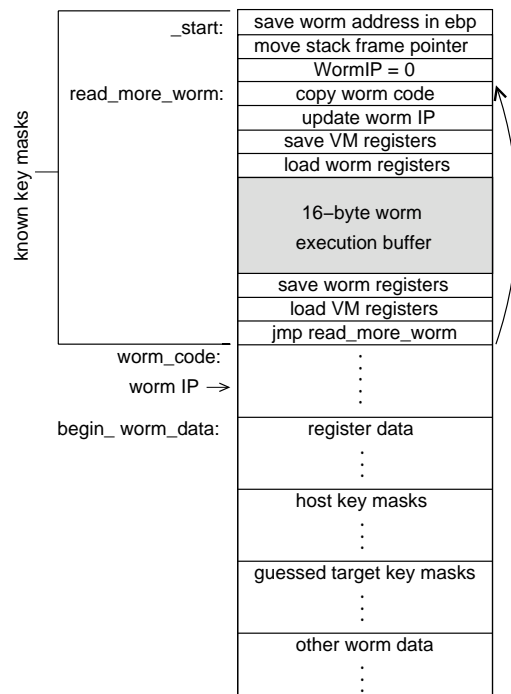 _start:
save worm address in ebp
move stack frame pointer
WormIP = 0
read_more_worm:
copy worm code
update worm IP
save VM registers
load worm registers
known key masks
16−byte worm
execution buffer
save worm registers
load VM registers
jmp read_more_worm
worm_code:
worm IP
begin_ worm_data:
register data
host key masks
guessed target key masks
other worm data